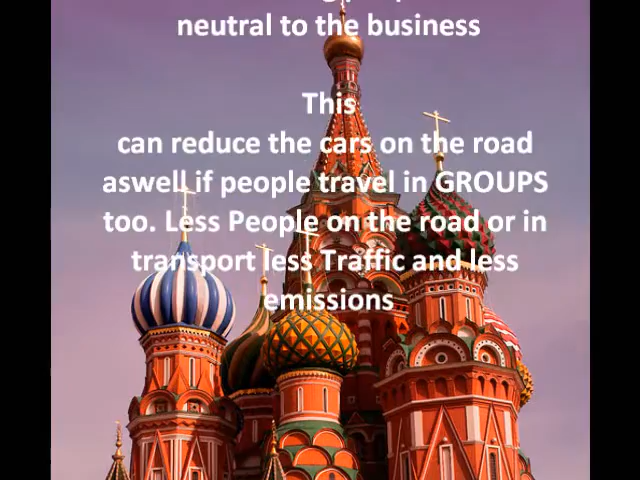 neutral to the business
This
can reduce the cars on the road
aswell if people travel in GROUPS
too. Less People on the road or in
transport less Traffic and less
emissions